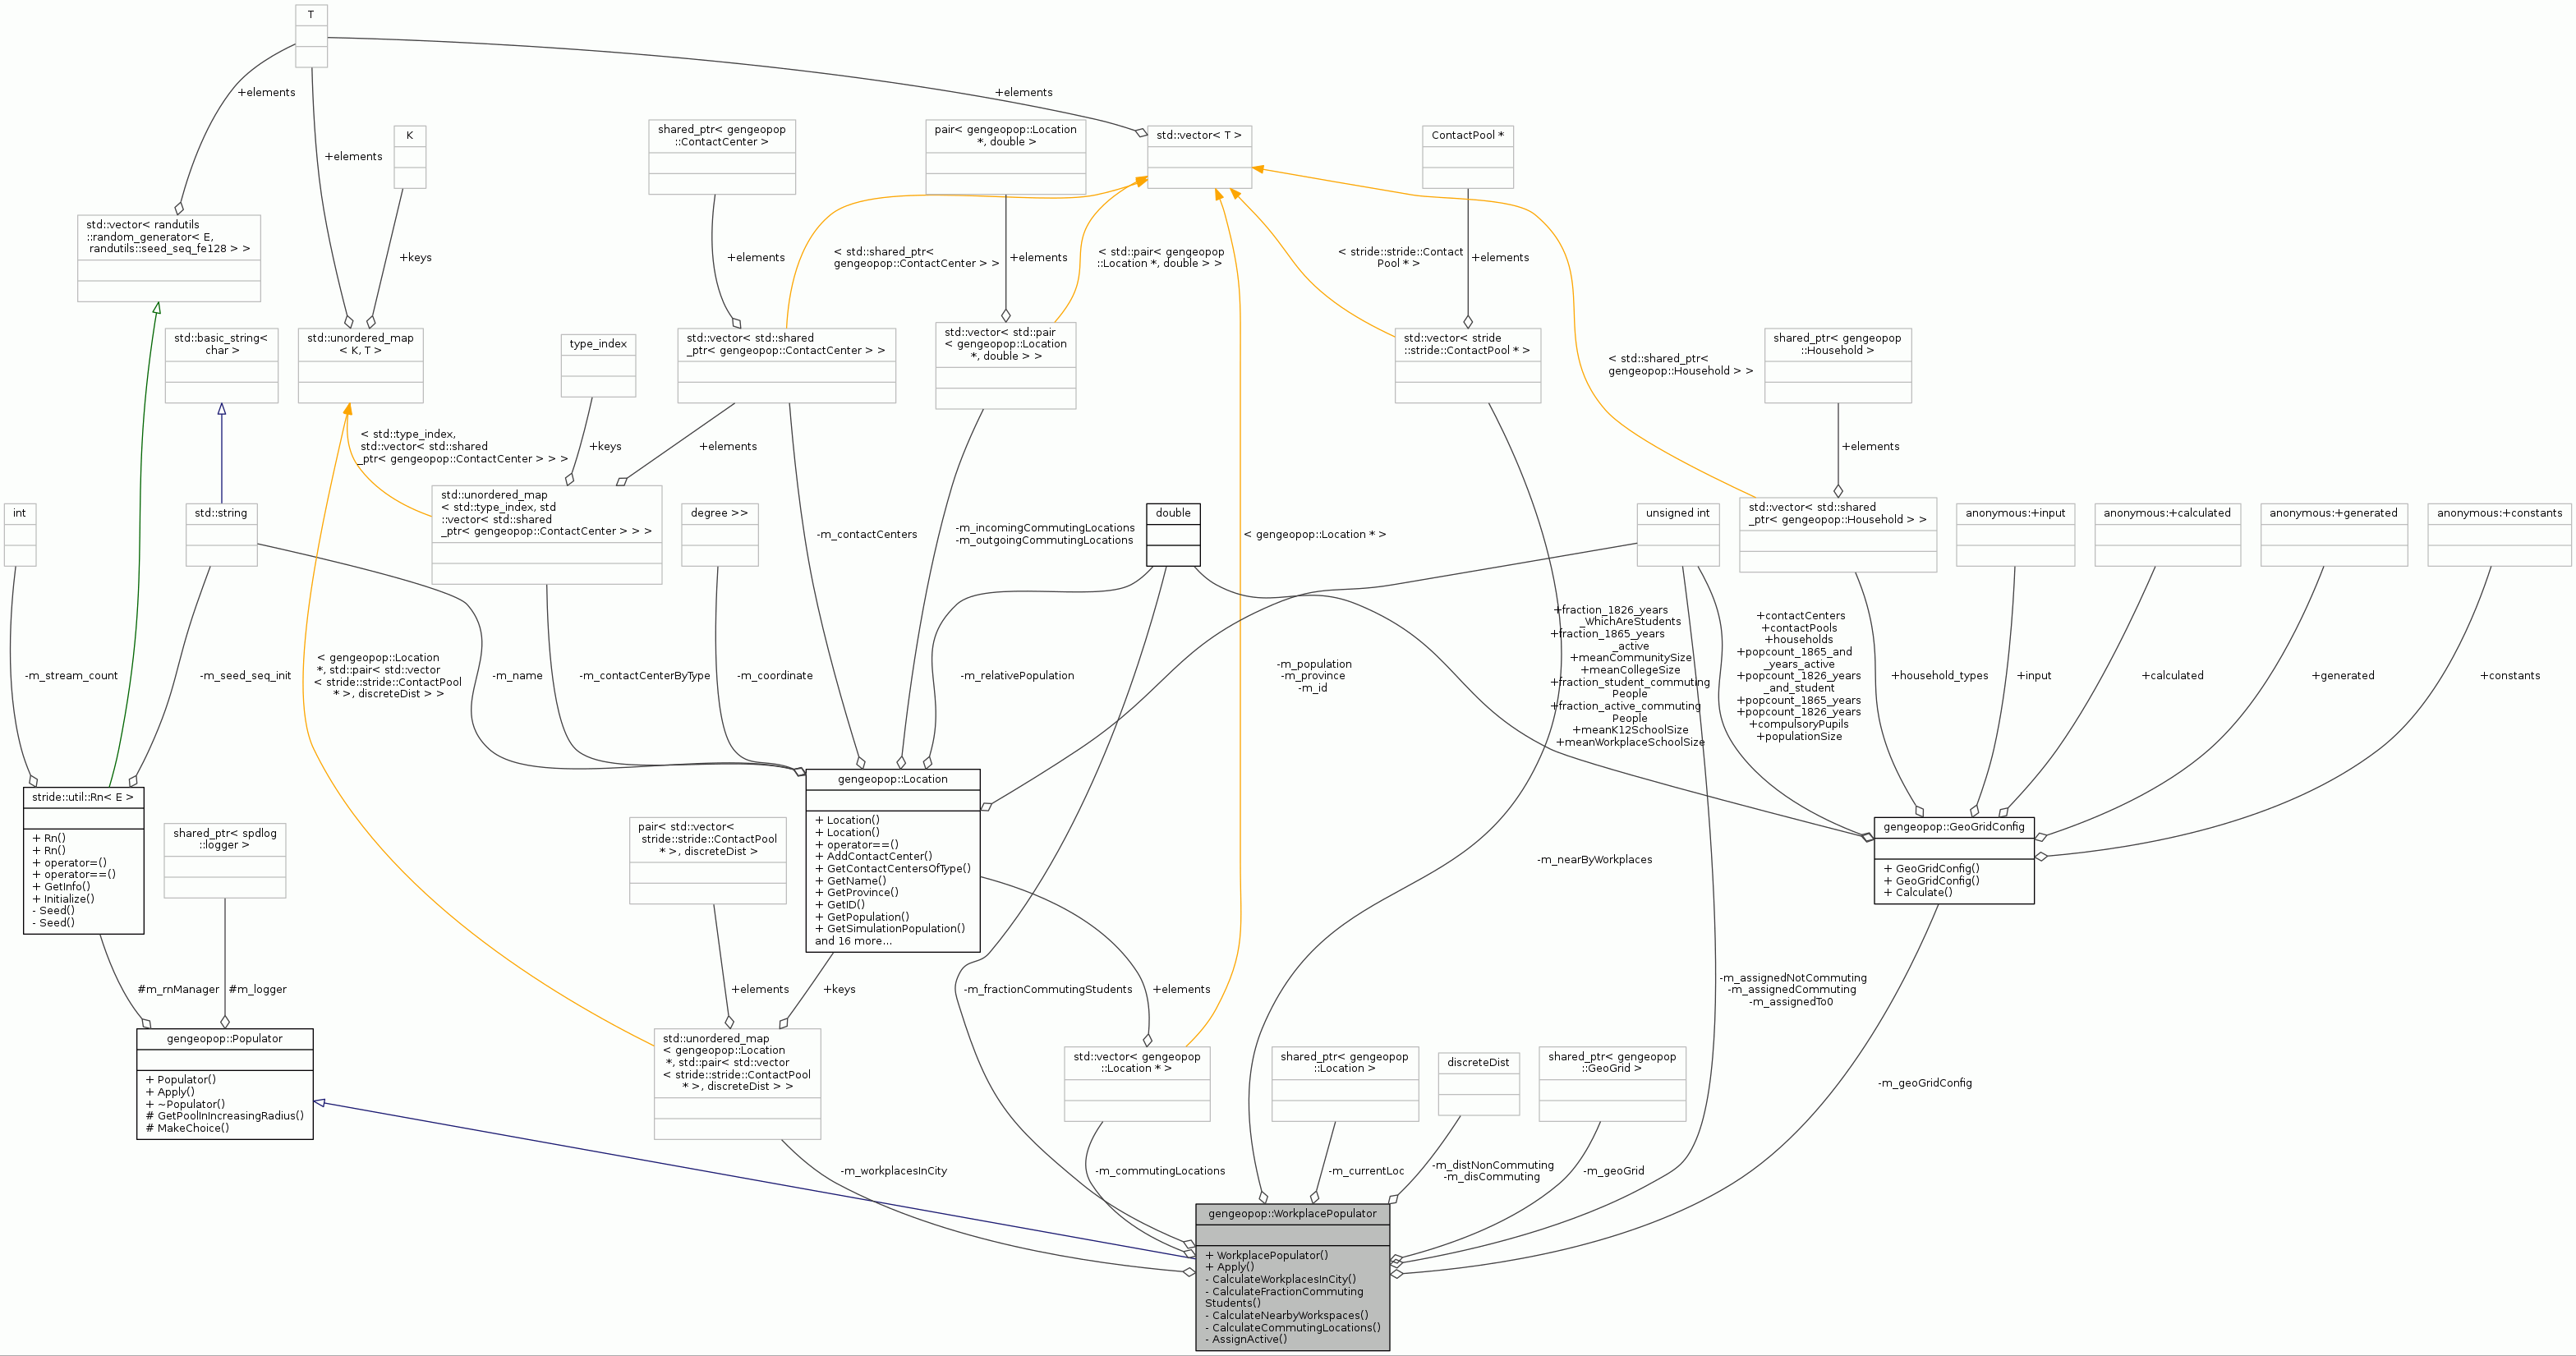 T
+elements
+elements
+elements
K
shared_ptr< gengeopop
::ContactCenter >
pair< gengeopop::Location
*, double >
std::vector< T >
ContactPool *
std::vector< randutils
::random_generator< E,
randutils::seed_seq_fe128 > >
+keys
+elements
< std::shared_ptr<
gengeopop::ContactCenter > >
+elements
< std::pair< gengeopop
::Location *, double > >
< stride::stride::Contact
Pool * >
+elements
std::basic_string<
char >
std::unordered_map
< K, T >
type_index
std::vector< std::shared
_ptr< gengeopop::ContactCenter > >
std::vector< std::pair
< gengeopop::Location
*, double > >
std::vector< stride
::stride::ContactPool * >
< std::shared_ptr<
gengeopop::Household > >
shared_ptr< gengeopop
::Household >
< std::type_index,
std::vector< std::shared
_ptr< gengeopop::ContactCenter > > >
+keys
+elements
+elements
int
std::string
std::unordered_map
< std::type_index, std
::vector< std::shared
_ptr< gengeopop::ContactCenter > > >
degree >>
-m_contactCenters
-m_incomingCommutingLocations
-m_outgoingCommutingLocations
double
< gengeopop::Location * >
unsigned int
std::vector< std::shared
_ptr< gengeopop::Household > >
anonymous:+input
anonymous:+calculated
anonymous:+generated
anonymous:+constants
-m_stream_count
-m_seed_seq_init
< gengeopop::Location
*, std::pair< std::vector
< stride::stride::ContactPool
* >, discreteDist > >
-m_name
-m_contactCenterByType
-m_coordinate
-m_relativePopulation
-m_population
-m_province
-m_id
+fraction_1826_years
_WhichAreStudents
+fraction_1865_years
_active
+meanCommunitySize
+meanCollegeSize
+fraction_student_commuting
People
+fraction_active_commuting
People
+meanK12SchoolSize
+meanWorkplaceSchoolSize
+contactCenters
+contactPools
+households
+popcount_1865_and
_years_active
+popcount_1826_years
_and_student
+popcount_1865_years
+popcount_1826_years
+compulsoryPupils
+populationSize
+household_types
+input
+calculated
+generated
+constants
stride::util::Rn< E >
+ Rn()
+ Rn()
+ operator=()
+ operator==()
+ GetInfo()
+ Initialize()
- Seed()
- Seed()
shared_ptr< spdlog
::logger >
pair< std::vector<
stride::stride::ContactPool
* >, discreteDist >
gengeopop::Location
+ Location()
+ Location()
+ operator==()
+ AddContactCenter()
+ GetContactCentersOfType()
+ GetName()
+ GetProvince()
+ GetID()
+ GetPopulation()
+ GetSimulationPopulation()
and 16 more...
-m_nearByWorkplaces
gengeopop::GeoGridConfig
+ GeoGridConfig()
+ GeoGridConfig()
+ Calculate()
#m_rnManager
#m_logger
+elements
+keys
-m_fractionCommutingStudents
+elements
-m_assignedNotCommuting
-m_assignedCommuting
-m_assignedTo0
gengeopop::Populator
+ Populator()
+ Apply()
+ ~Populator()
# GetPoolInIncreasingRadius()
# MakeChoice()
std::unordered_map
< gengeopop::Location
*, std::pair< std::vector
< stride::stride::ContactPool
* >, discreteDist > >
std::vector< gengeopop
::Location * >
shared_ptr< gengeopop
::Location >
discreteDist
shared_ptr< gengeopop
::GeoGrid >
-m_geoGridConfig
-m_workplacesInCity
-m_commutingLocations
-m_currentLoc
-m_distNonCommuting
-m_disCommuting
-m_geoGrid
gengeopop::WorkplacePopulator
+ WorkplacePopulator()
+ Apply()
- CalculateWorkplacesInCity()
- CalculateFractionCommuting
Students()
- CalculateNearbyWorkspaces()
- CalculateCommutingLocations()
- AssignActive()